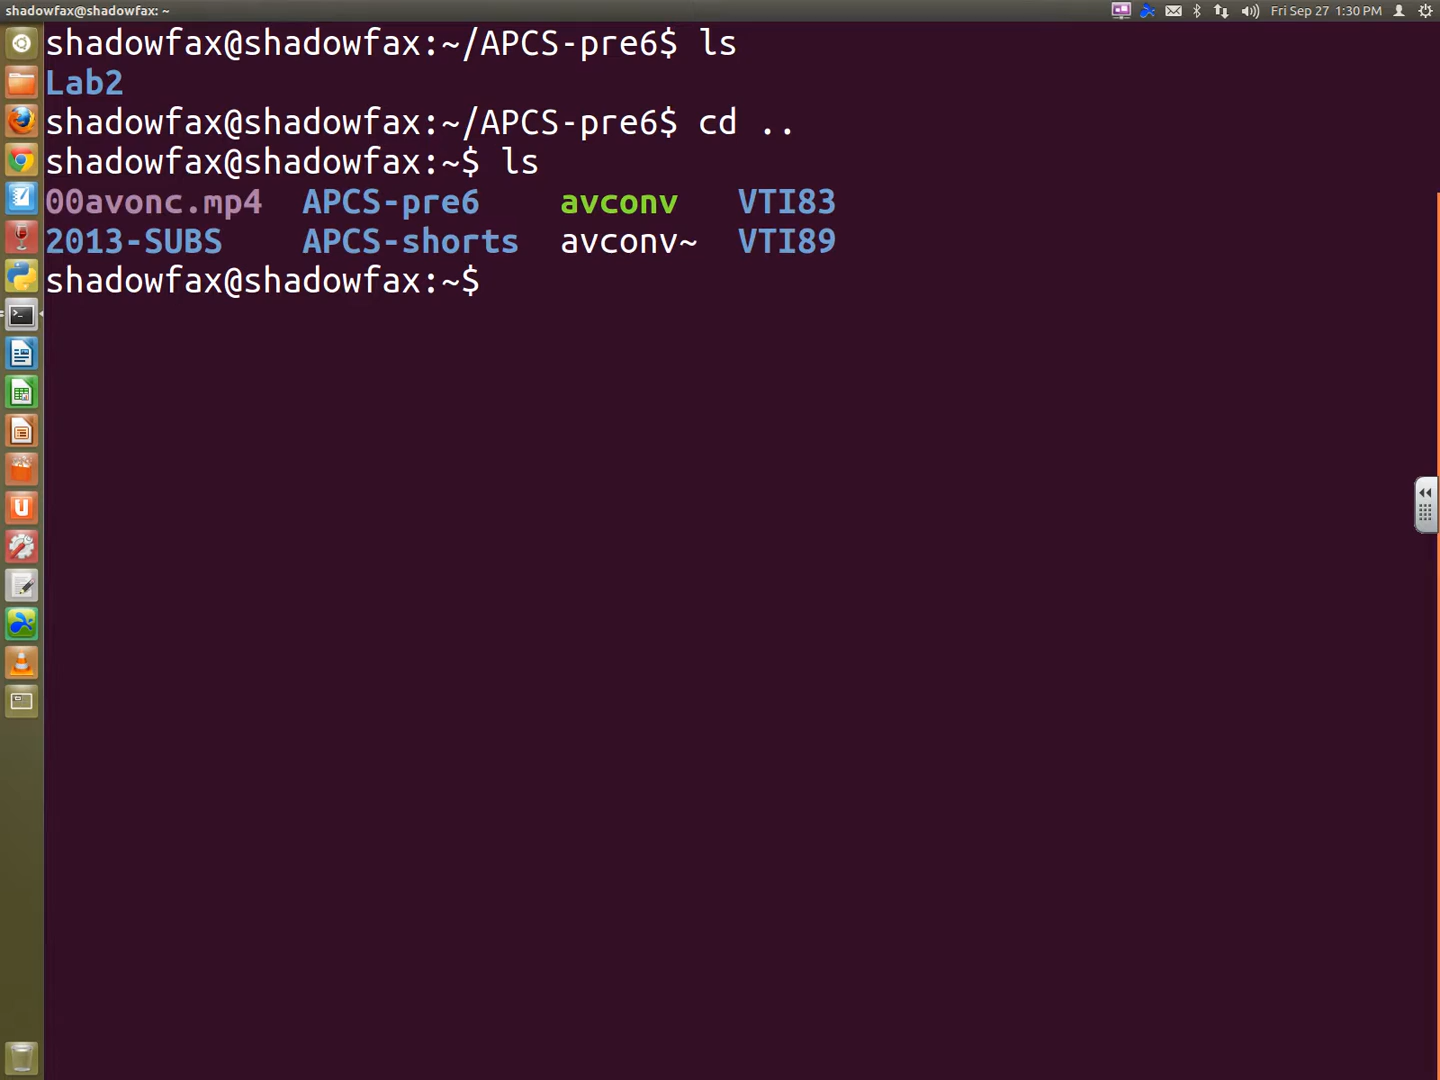 shadowfax@shadowfax: ~
Fri Sep 27 1:30 PM
shadowfax@shadowfax:~/APCS-pre6$ ls
Lab2
shadowfax@shadowfax:~/APCS-pre6$ cd ..
shadowfax@shadowfax:~$ ls
00avonc.mp4 APCS-pre6 avconv VTI83
2013-SUBS APCS-shorts avconv~ VTI89
shadowfax@shadowfax:~$